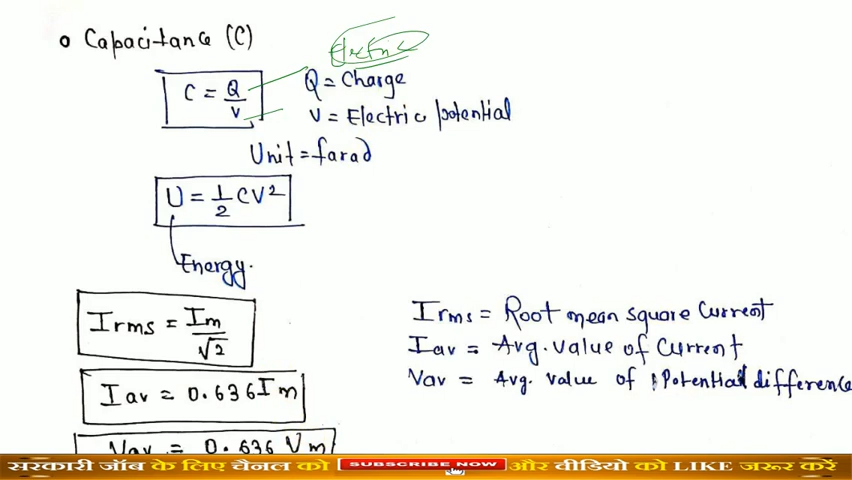 o Capacitance (C)
Electric
C = Q/V
Q = Charge
V = Electric potential
Unit = farad
U = 1/2 CV²
Energy.
Irms = Im/√2
Irms = Root mean square Current
Iav = Avg. value of Current
Iav = 0.636 Im
Vav = Avg. value of Potential difference
Vav = 0.636 Vm
सरकारी जॉब के लिए चैनल को SUBSCRIBE NOW और वीडियो को LIKE जरूर करे